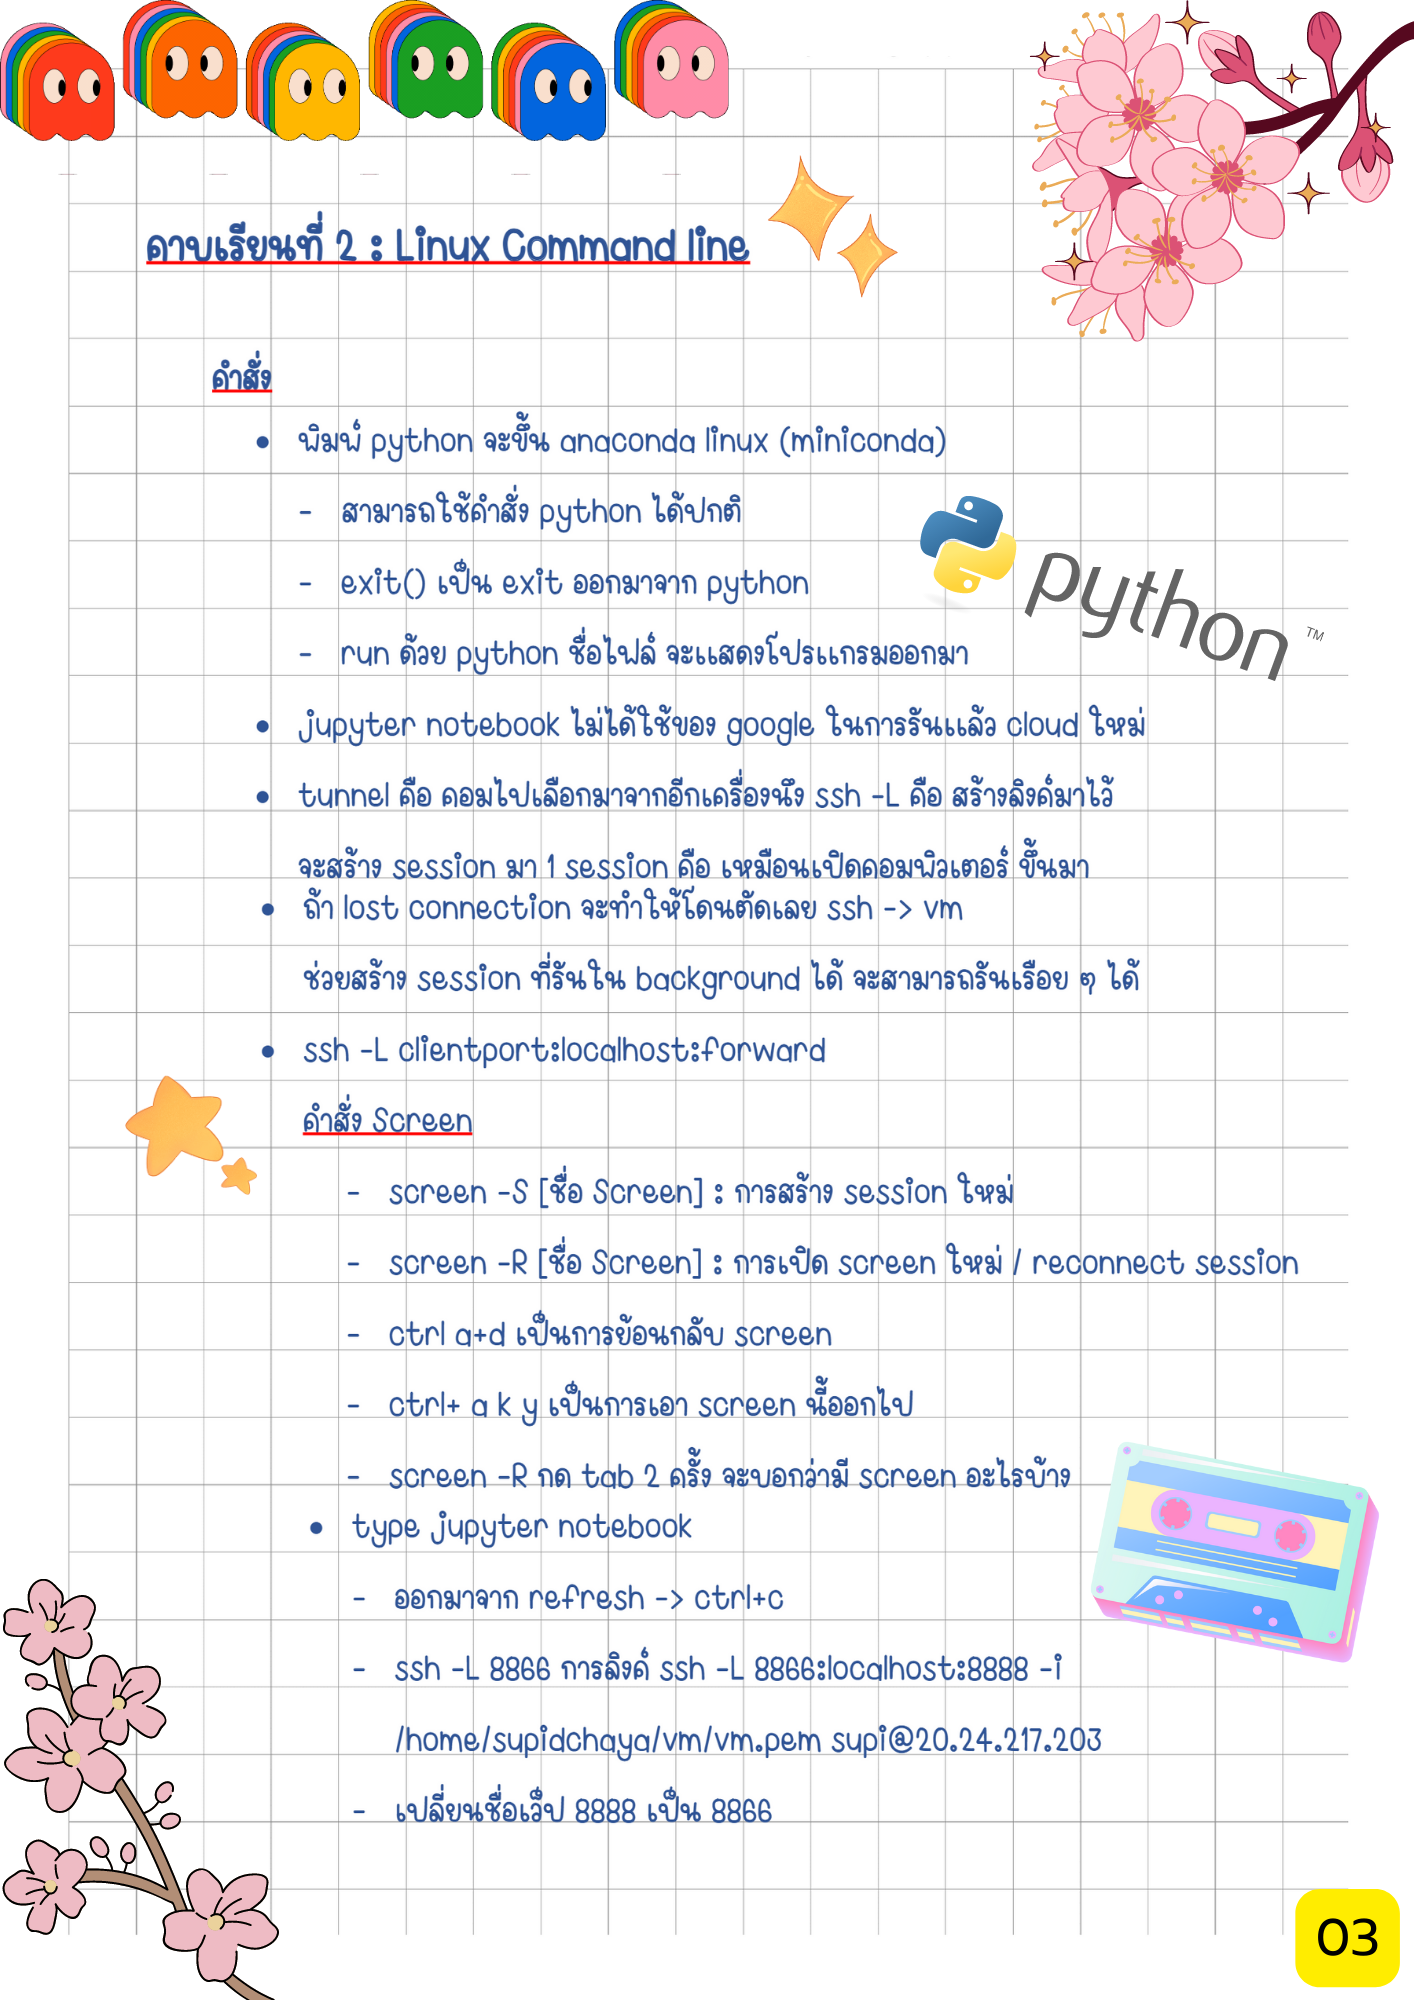 คาบเรียนที่ 2 : Linux Command line
คำสั่ง
• พิมพ์ python จะขึ้น anaconda linux (miniconda)
- สามารถใช้คำสั่ง python ได้ปกติ
- exit() เป็น exit ออกมาจาก python
- run ด้วย python ชื่อไฟล์ จะแสดงโปรแกรมออกมา
python TM
• jupyter notebook ไม่ได้ใช้ของ google ในการรันแล้ว cloud ใหม่
• tunnel คือ คอมไปเลือกมาจากอีกเครื่องนึง ssh -L คือ สร้างลิงค์มาไว้
จะสร้าง session มา 1 session คือ เหมือนเปิดคอมพิวเตอร์ ขึ้นมา
• ถ้า lost connection จะทำให้โดนตัดเลย ssh -> vm
ช่วยสร้าง session ที่รันใน background ได้ จะสามารถรันเรือย ๆ ได้
• ssh -L clientport:localhost:forward
คำสั่ง Screen
- screen -S [ชื่อ Screen] : การสร้าง session ใหม่
- screen -R [ชื่อ Screen] : การเปิด screen ใหม่ / reconnect session
- ctrl a+d เป็นการย้อนกลับ screen
- ctrl+ a k y เป็นการเอา screen นี้ออกไป
- screen -R กด tab 2 ครั้ง จะบอกว่ามี screen อะไรบ้าง
• type jupyter notebook
- ออกมาจาก refresh -> ctrl+c
- ssh -L 8866 การลิงค์ ssh -L 8866:localhost:8888 -i
/home/supidchaya/vm/vm.pem supi@20.24.217.203
- เปลี่ยนชื่อเว็ป 8888 เป็น 8866
03